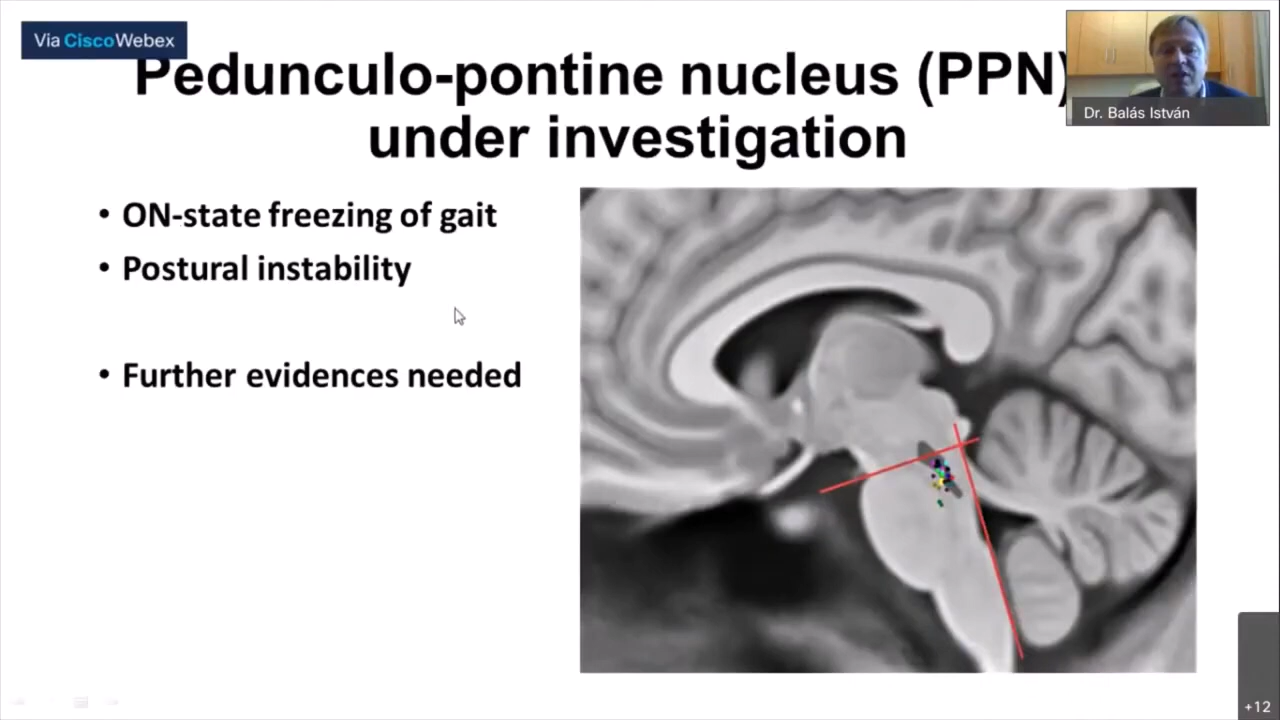 Via CiscoWebex
Pedunculo-pontine nucleus (PPN)
under investigation
Dr. Balás István
• ON-state freezing of gait
• Postural instability
• Further evidences needed
+12